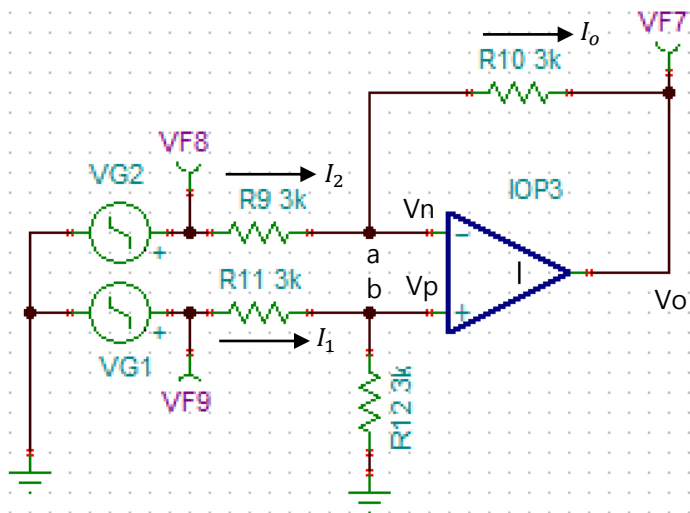 I_o
VF7
R10 3k
VF8
VG2
I_2
R9 3k
IOP3
Vn
-
+
a
R11 3k
b
Vp
I
+
+
Vo
VG1
I_1
VF9
R12 3k